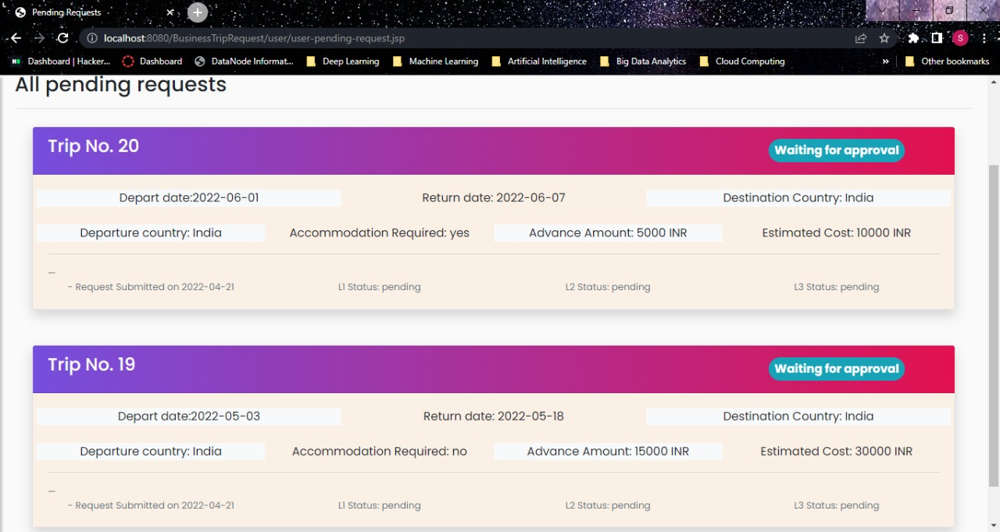 Pending Requests
localhost:8080/BusinessTripRequest/user/user-pending-request.jsp
S
Dashboard | Hacker... Dashboard DataNode Informat... Deep Learning Machine Learning Artificial Intelligence Big Data Analytics Cloud Computing » Other bookmarks
All pending requests
Trip No. 20 Waiting for approval
Depart date:2022-06-01 Return date: 2022-06-07 Destination Country: India
Departure country: India Accommodation Required: yes Advance Amount: 5000 INR Estimated Cost: 10000 INR
—
- Request Submitted on 2022-04-21 L1 Status: pending L2 Status: pending L3 Status: pending
Trip No. 19 Waiting for approval
Depart date:2022-05-03 Return date: 2022-05-18 Destination Country: India
Departure country: India Accommodation Required: no Advance Amount: 15000 INR Estimated Cost: 30000 INR
—
- Request Submitted on 2022-04-21 L1 Status: pending L2 Status: pending L3 Status: pending